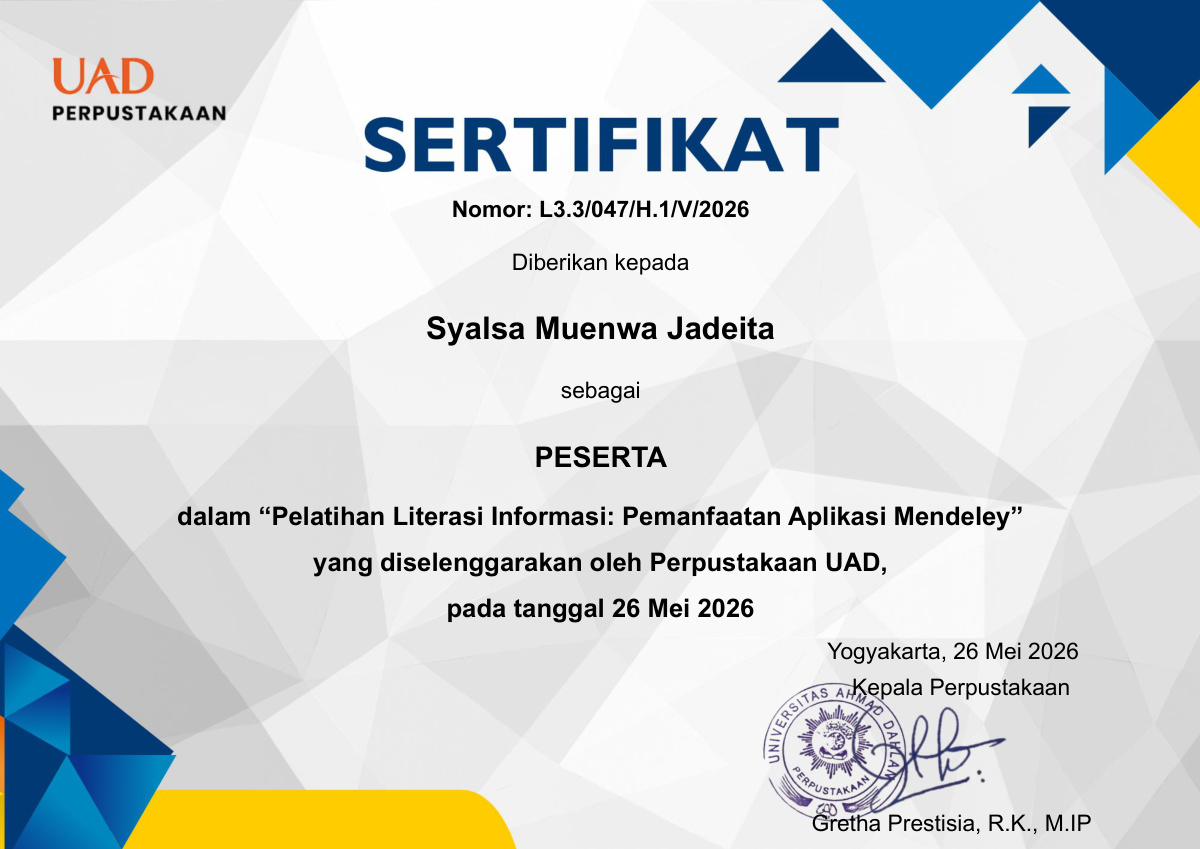 UAD
PERPUSTAKAAN
SERTIFIKAT
Nomor: L3.3/047/H.1/V/2026
Diberikan kepada
Syalsa Muenwa Jadeita
sebagai
PESERTA
dalam “Pelatihan Literasi Informasi: Pemanfaatan Aplikasi Mendeley”
yang diselenggarakan oleh Perpustakaan UAD,
pada tanggal 26 Mei 2026
Yogyakarta, 26 Mei 2026
Kepala Perpustakaan
UNIVERSITAS AHMAD DAHLAN
PERPUSTAKAAN
UAD
Gretha Prestisia, R.K., M.IP